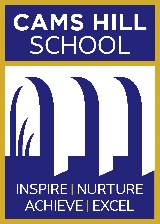 CAMS HILL
SCHOOL
INSPIRE | NURTURE
ACHIEVE | EXCEL